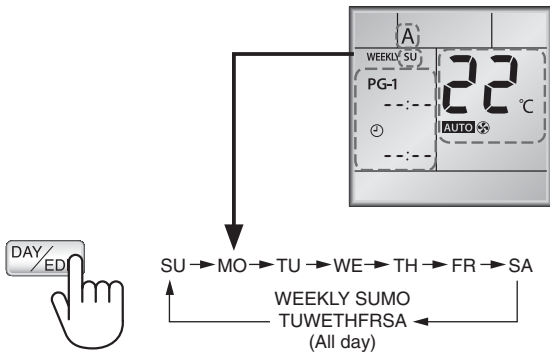 A
WEEKLY SU
PG-1
--:--
22 °C
AUTO
--:--
DAY/EDI
SU MO TU WE TH FR SA
WEEKLY SUMO
TUWETHFRSA
(All day)